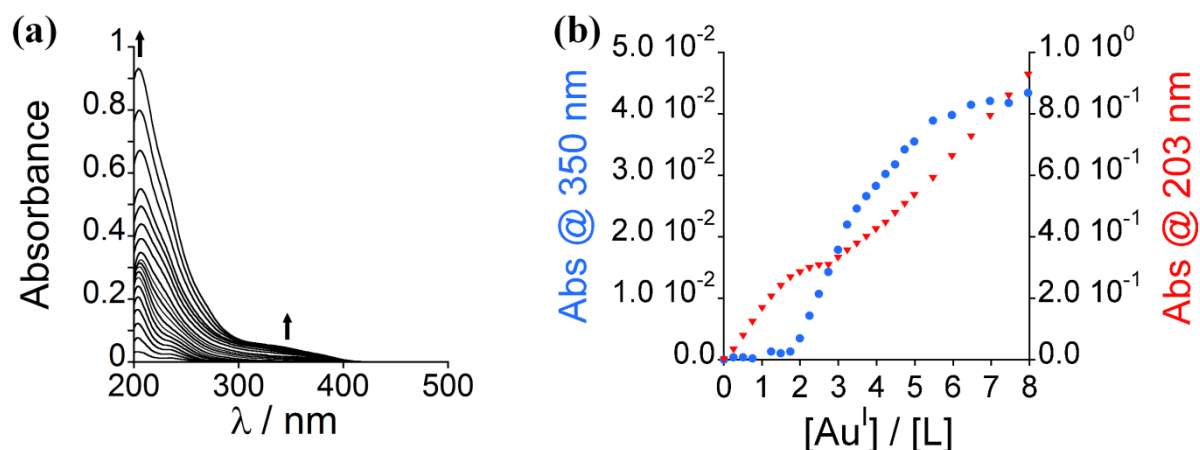 (a)
Absorbance
1
0.8
0.6
0.4
0.2
0
200 300 400 500
λ / nm
(b)
Abs @ 350 nm
5.0 10⁻²
4.0 10⁻²
3.0 10⁻²
2.0 10⁻²
1.0 10⁻²
0.0
0 1 2 3 4 5 6 7 8
[Auᴵ] / [L]
1.0 10⁰
8.0 10⁻¹
6.0 10⁻¹
4.0 10⁻¹
2.0 10⁻¹
0.0
Abs @ 203 nm